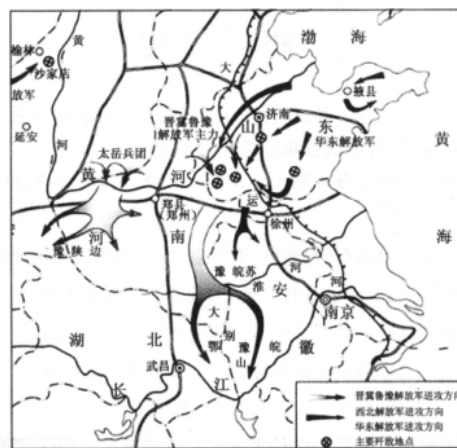 渤海
榆林
黄
大
沙家店
掖县
放军
济南
晋冀鲁豫
解放军主力
山东
华东解放军
延安
河
太岳兵团
黄河
黄
海
运
郑县
(郑州)
徐州
河南
豫陕边
豫皖苏
河
淮
安
河
南京
湖北
大别山
鄂豫皖
徽
武昌
长江
晋冀鲁豫解放军进攻方向
西北解放军进攻方向
华东解放军进攻方向
主要歼敌地点